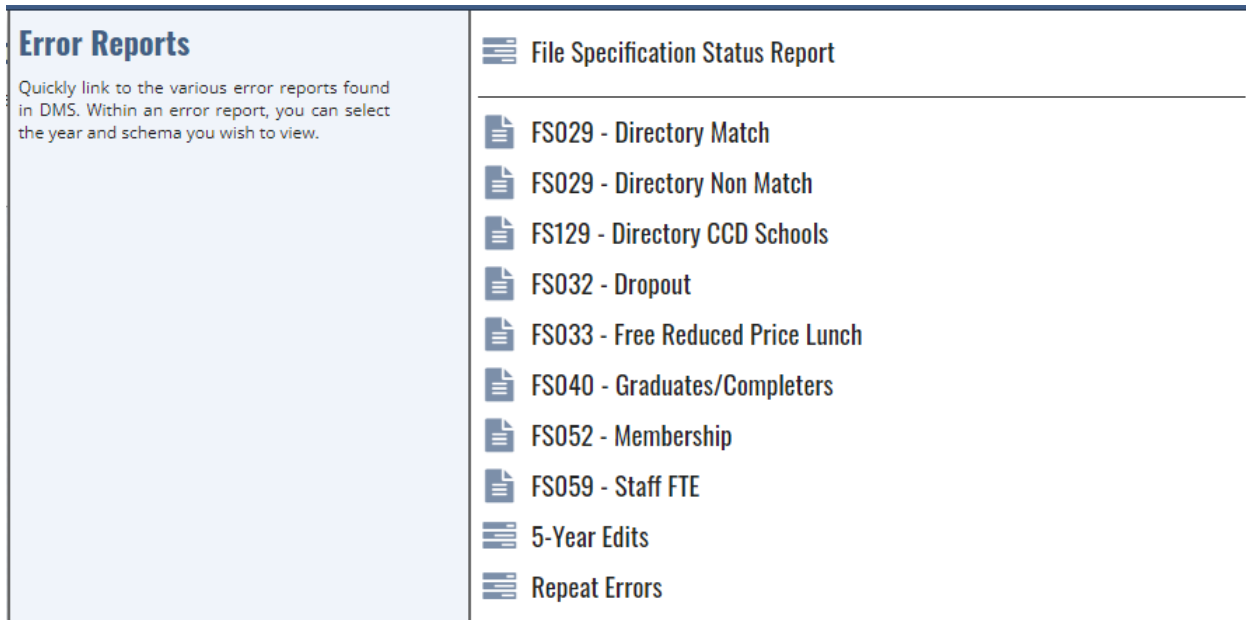 Error Reports
Quickly link to the various error reports found
in DMS. Within an error report, you can select
the year and schema you wish to view.
File Specification Status Report
FS029 - Directory Match
FS029 - Directory Non Match
FS129 - Directory CCD Schools
FS032 - Dropout
FS033 - Free Reduced Price Lunch
FS040 - Graduates/Completers
FS052 - Membership
FS059 - Staff FTE
5-Year Edits
Repeat Errors